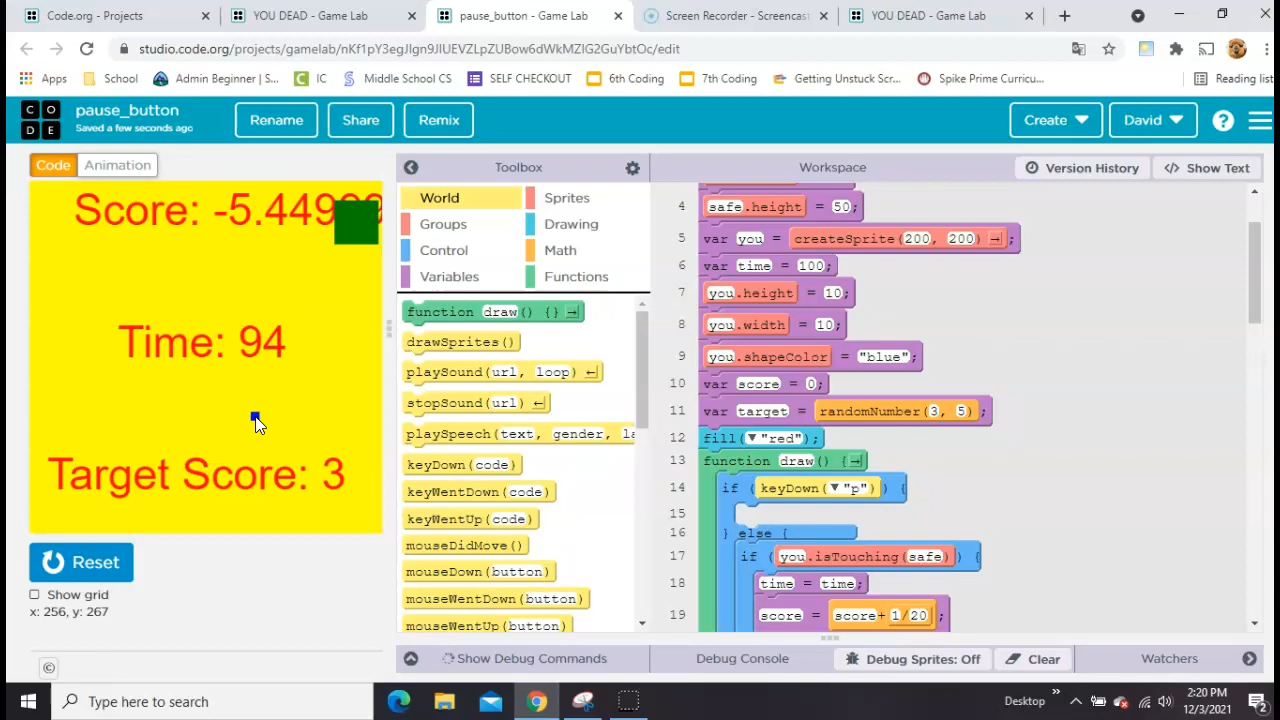 Code.org - Projects
YOU DEAD - Game Lab
pause_button - Game Lab
Screen Recorder - Screencast
YOU DEAD - Game Lab
studio.code.org/projects/gamelab/nKf1pY3egJIgn9JIUEVZLpZUBow6dWkMZlG2GuYbtOc/edit
Apps
School
Admin Beginner | S...
IC
Middle School CS
SELF CHECKOUT
6th Coding
7th Coding
Getting Unstuck Scr...
Spike Prime Curricu...
Reading list
C O
D E
pause_button
Saved a few seconds ago
Rename
Share
Remix
Create
David
?
Code
Animation
Toolbox
Workspace
Version History
</> Show Text
Score: -5.449
Time: 94
Target Score: 3
Reset
Show grid
x: 256, y: 267
©
World
Sprites
Groups
Drawing
Control
Math
Variables
Functions
function draw() {} →
drawSprites()
playSound(url, loop) ←
stopSound(url) ←
playSpeech(text, gender, la
keyDown(code)
keyWentDown(code)
keyWentUp(code)
mouseDidMove()
mouseDown(button)
mouseWentDown(button)
mouseWentUp(button)
4 safe.height = 50;
5 var you = createSprite(200, 200) → ;
6 var time = 100;
7 you.height = 10;
8 you.width = 10;
9 you.shapeColor = "blue";
10 var score = 0;
11 var target = randomNumber(3, 5);
12 fill(▼"red");
13 function draw() { →
14 if (keyDown(▼"p")) {
15
16 } else {
17 if (you.isTouching(safe)) {
18 time = time;
19 score = score+ 1/20 ;
Show Debug Commands
Debug Console
Debug Sprites: Off
Clear
Watchers
Type here to search
Desktop
»
2:20 PM
12/3/2021
2